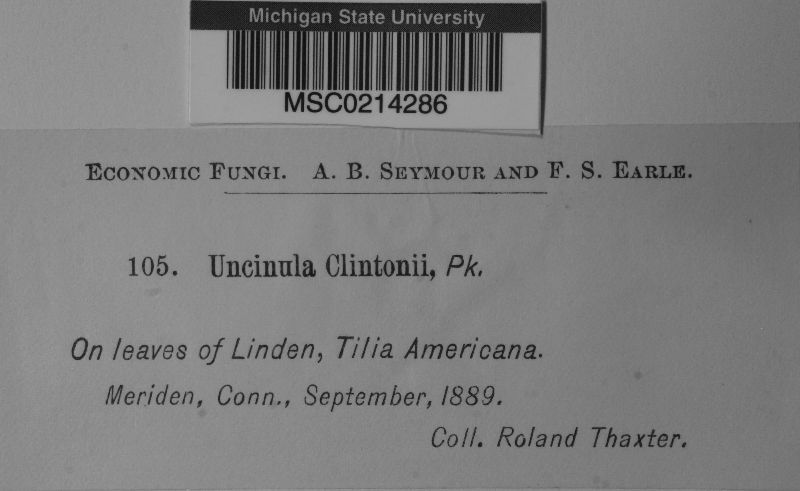 Michigan State University
MSC0214286
ECONOMIC FUNGI. A. B. SEYMOUR AND F. S. EARLE.
105. Uncinula Clintonii, Pk.
On leaves of Linden, Tilia Americana.
Meriden, Conn., September, 1889.
Coll. Roland Thaxter.